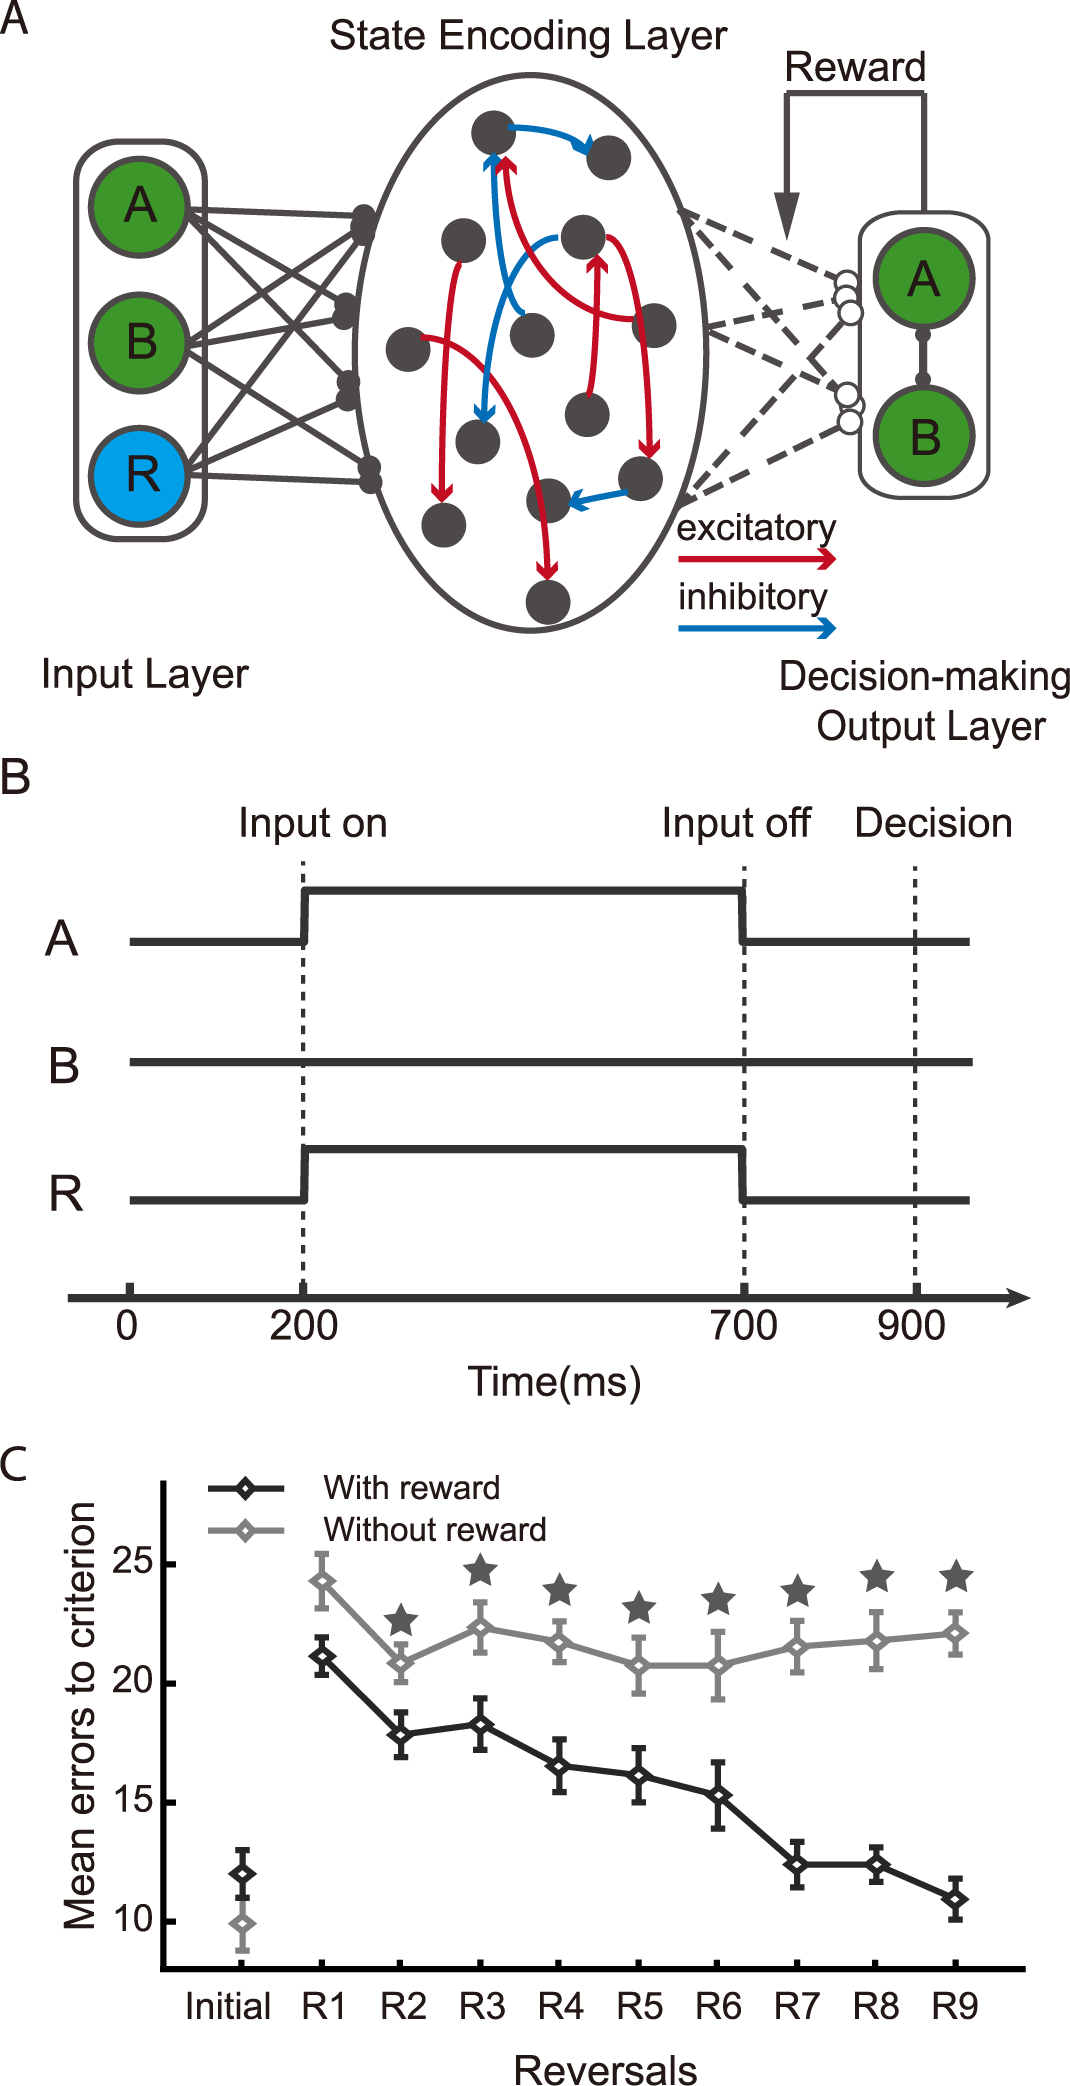 A
State Encoding Layer
Reward
A
B
R
A
B
excitatory
inhibitory
Input Layer
Decision-making
Output Layer
B
Input on
Input off
Decision
A
B
R
0
200
700
900
Time(ms)
C
With reward
Without reward
Mean errors to criterion
25
20
15
10
Initial
R1
R2
R3
R4
R5
R6
R7
R8
R9
Reversals